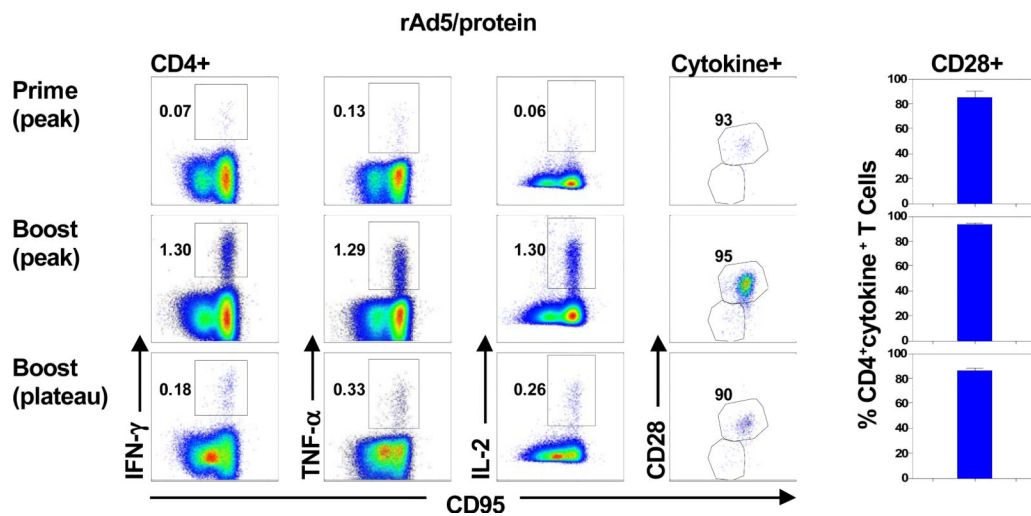 rAd5/protein
CD4+ Cytokine+ CD28+
Prime
(peak)
0.07 0.13 0.06 93
Boost
(peak)
1.30 1.29 1.30 95
Boost
(plateau)
0.18 0.33 0.26 90
IFN-γ
TNF-α
IL-2
CD28
CD95
% CD4+cytokine+ T Cells
100
80
60
40
20
0
100
80
60
40
20
0
100
80
60
40
20
0